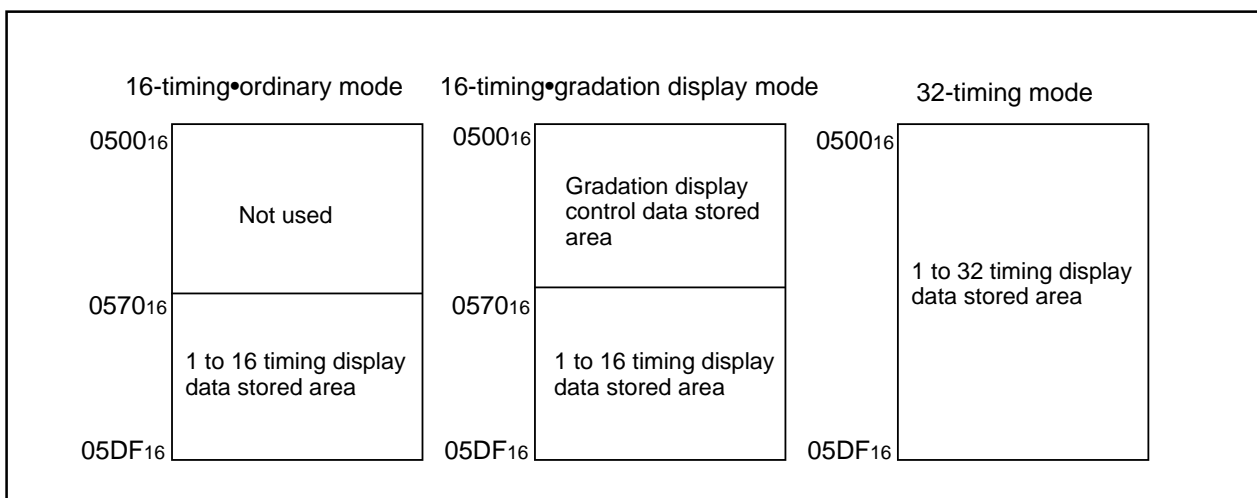 16-timing•ordinary mode
0500₁₆
Not used
0570₁₆
1 to 16 timing display
data stored area
05DF₁₆
16-timing•gradation display mode
0500₁₆
Gradation display
control data stored
area
0570₁₆
1 to 16 timing display
data stored area
05DF₁₆
32-timing mode
0500₁₆
1 to 32 timing display
data stored area
05DF₁₆